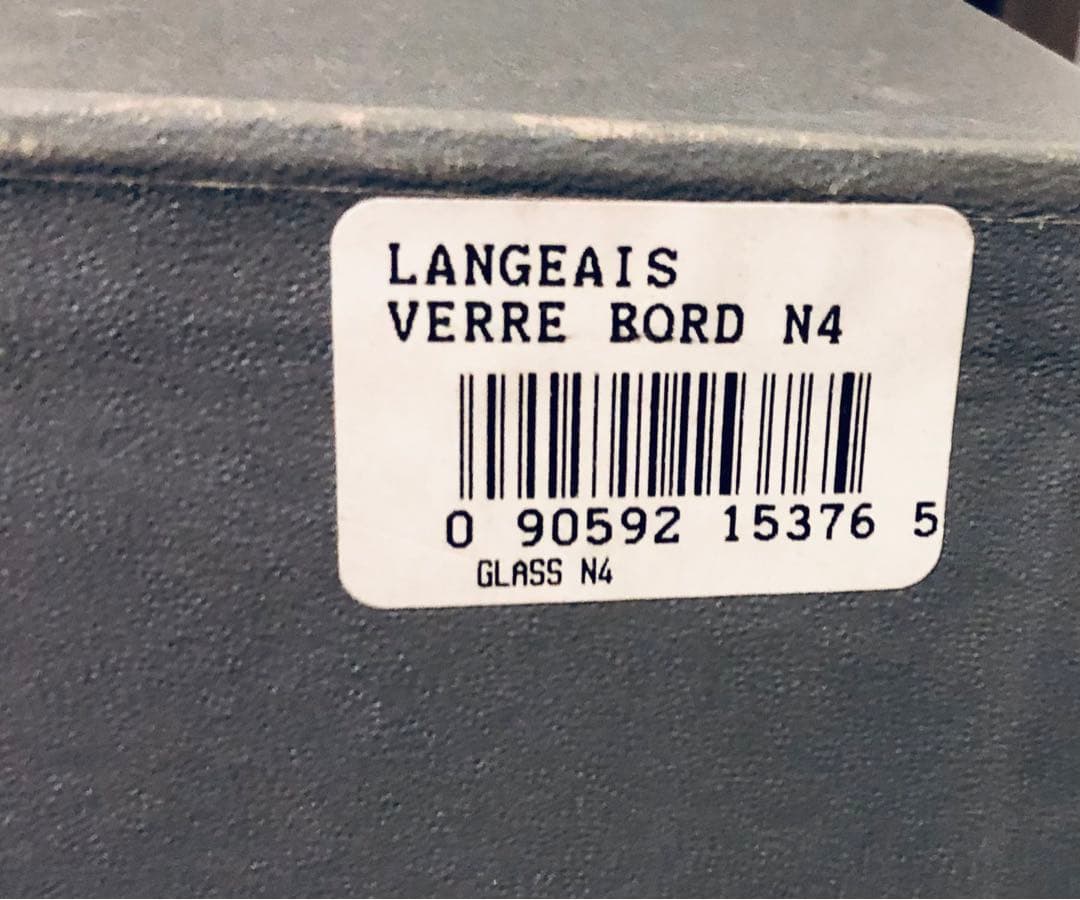 LANGEAIS
VERRE BORD N4
0 90592 15376 5
GLASS N4